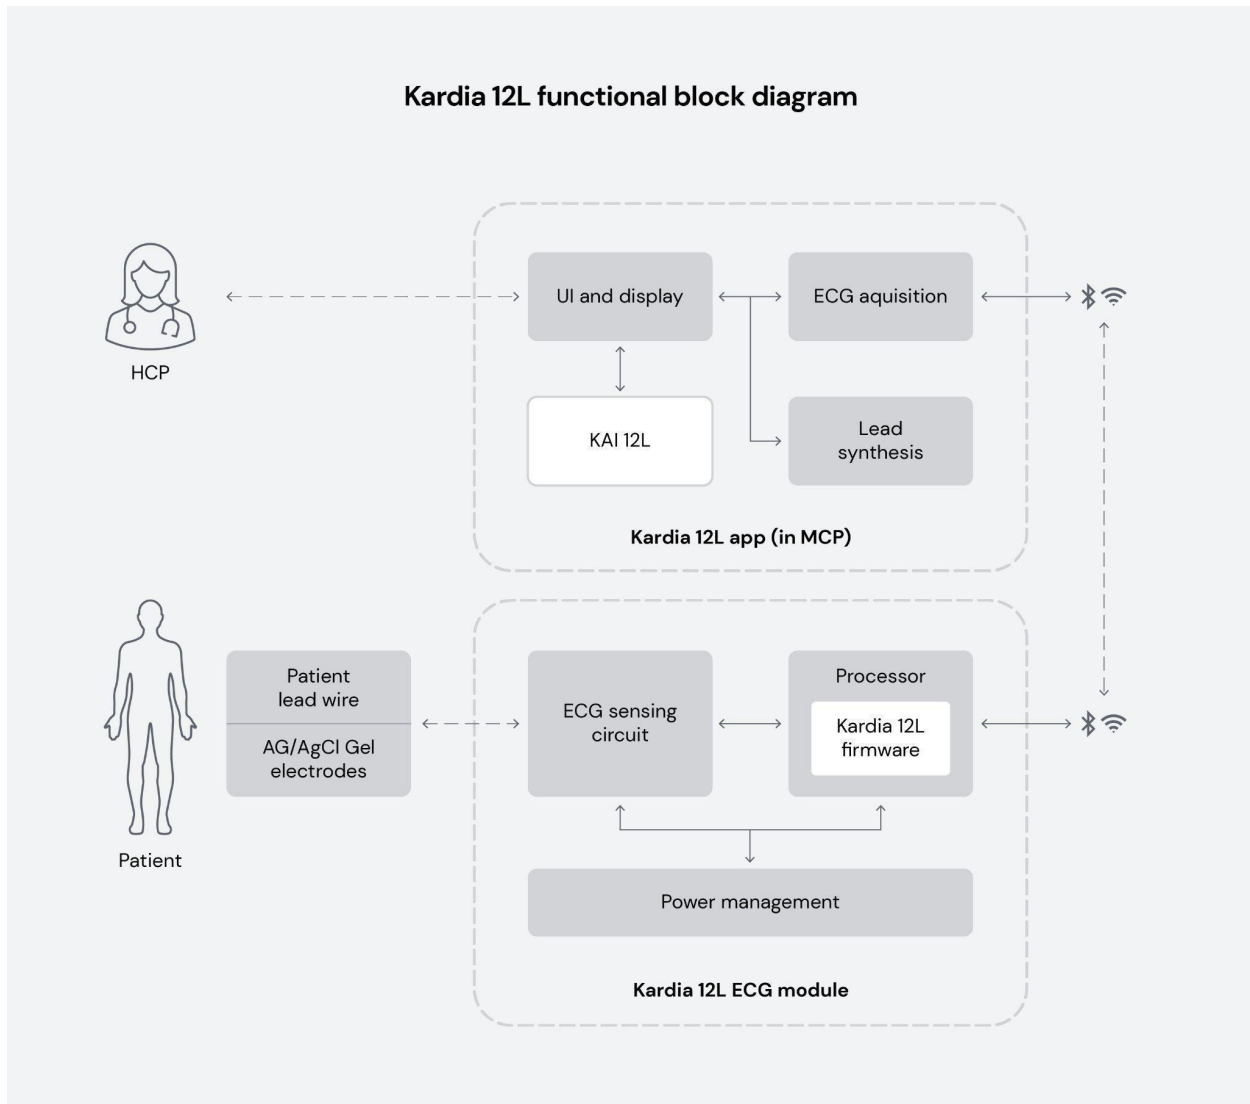 Kardia 12L functional block diagram
UI and display
ECG aquisition
HCP
KAI 12L
Lead
synthesis
Kardia 12L app (in MCP)
Patient
lead wire
AG/AgCl Gel
electrodes
ECG sensing
circuit
Processor
Kardia 12L
firmware
Patient
Power management
Kardia 12L ECG module